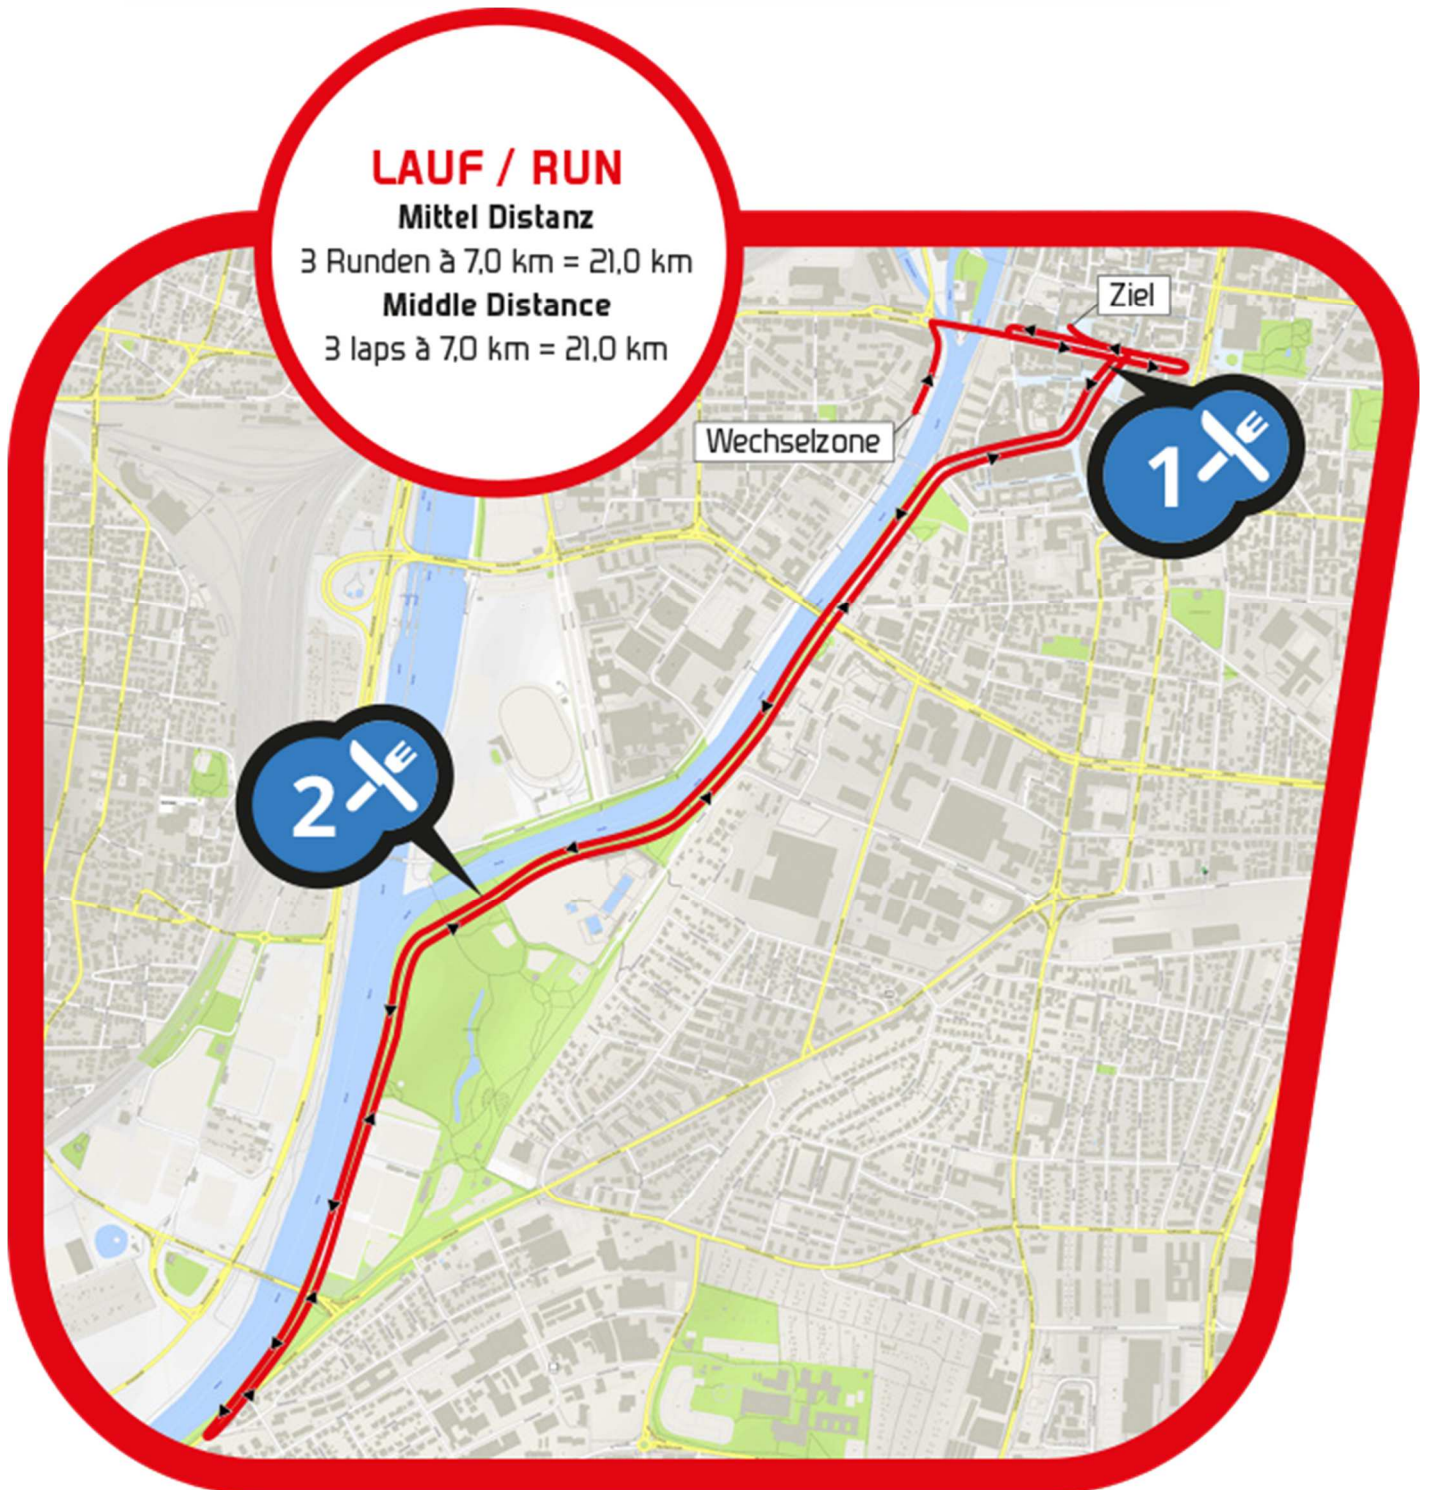 LAUF / RUN
Mittel Distanz
3 Runden à 7,0 km = 21,0 km
Middle Distance
3 laps à 7,0 km = 21,0 km
Ziel
Wechselzone
1
2